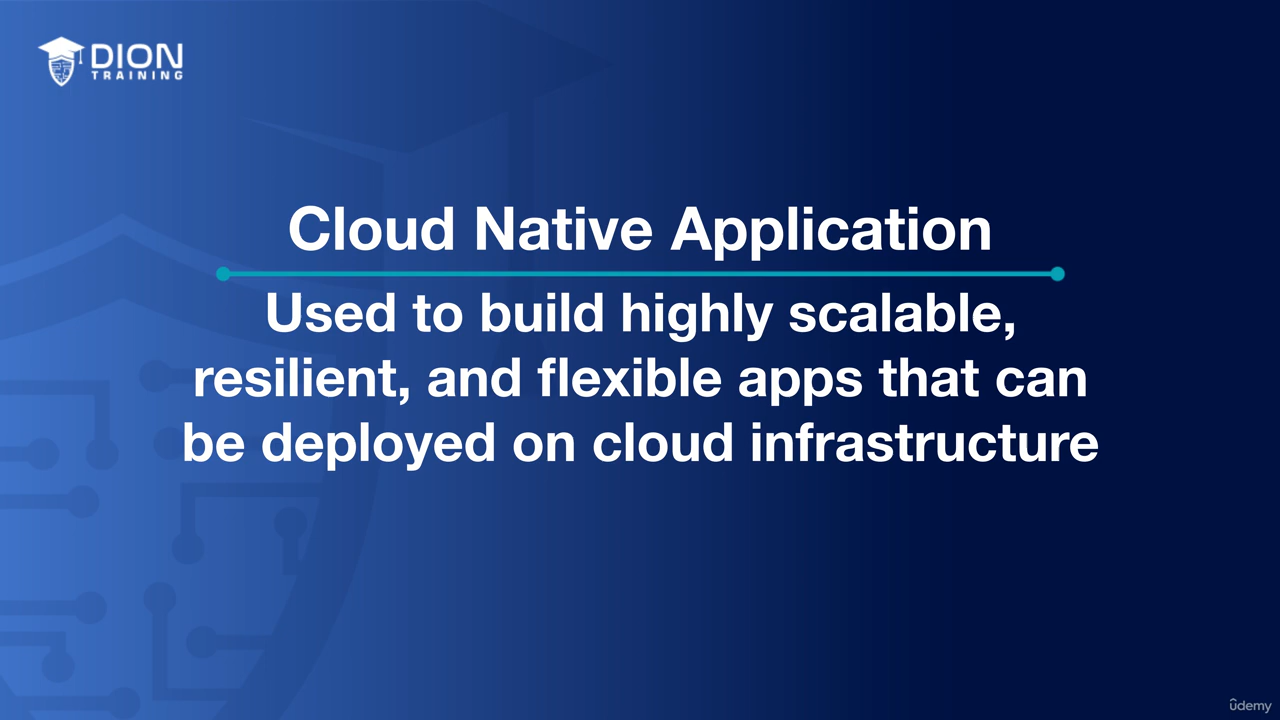 DION
TRAINING
Cloud Native Application
Used to build highly scalable,
resilient, and flexible apps that can
be deployed on cloud infrastructure
ûdemy